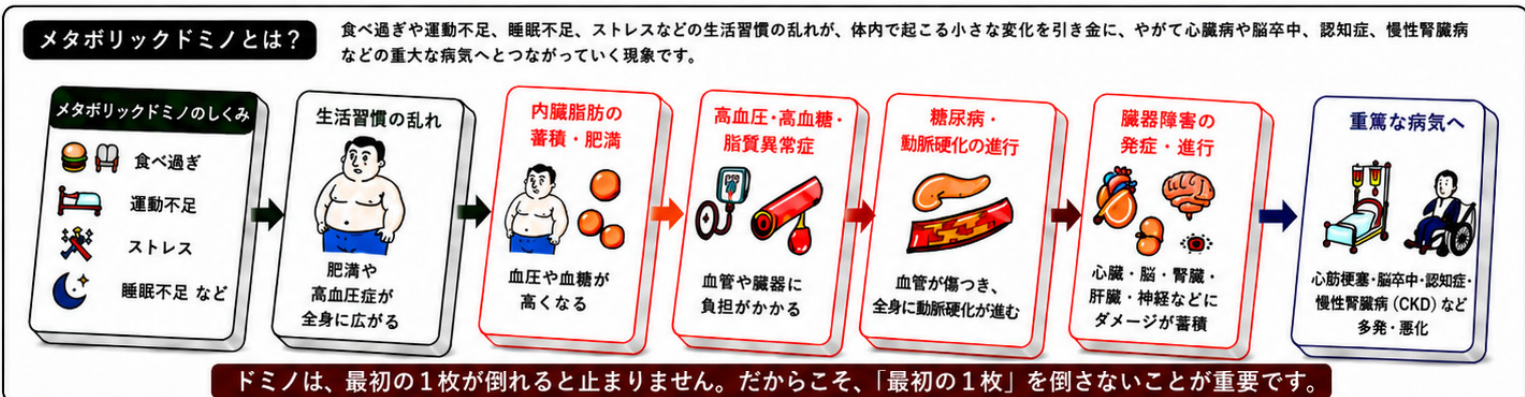 メタボリックドミノとは？
食べ過ぎや運動不足、睡眠不足、ストレスなどの生活習慣の乱れが、体内で起こる小さな変化を引き金に、やがて心臓病や脳卒中、認知症、慢性腎臓病
などの重大な病気へとつながっていく現象です。
メタボリックドミノのしくみ
食べ過ぎ
運動不足
ストレス
睡眠不足 など
生活習慣の乱れ
肥満や
高血圧症が
全身に広がる
内臓脂肪の
蓄積・肥満
血圧や血糖が
高くなる
高血圧・高血糖・
脂質異常症
血管や臓器に
負担がかかる
糖尿病・
動脈硬化の進行
血管が傷つき、
全身に動脈硬化が進む
臓器障害の
発症・進行
心臓・脳・腎臓・
肝臓・神経などに
ダメージが蓄積
重篤な病気へ
心筋梗塞・脳卒中・認知症・
慢性腎臓病（CKD）など
多発・悪化
ドミノは、最初の１枚が倒れると止まりません。だからこそ、「最初の１枚」を倒さないことが重要です。